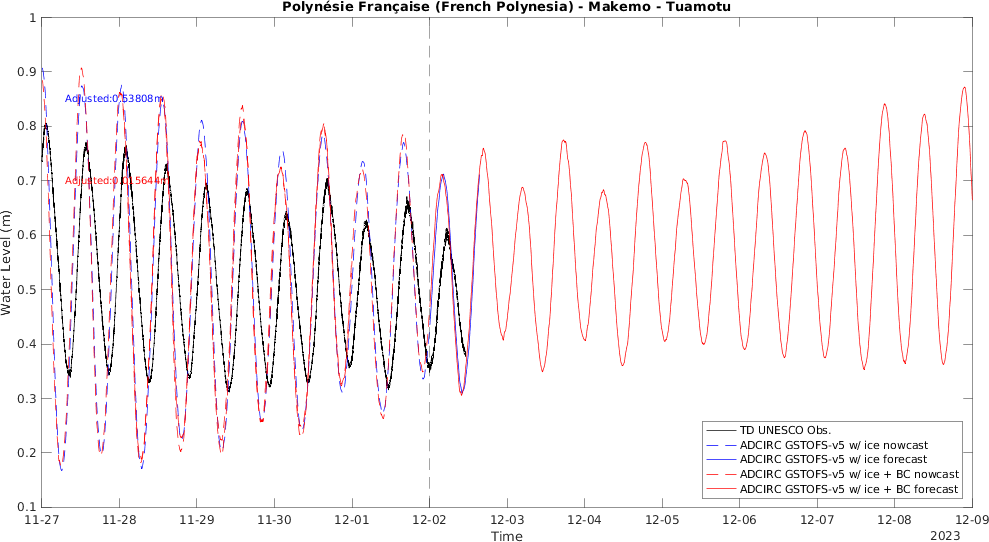 Polynésie Française (French Polynesia) - Makemo - Tuamotu
Water Level (m)
1
0.9
0.8
0.7
0.6
0.5
0.4
0.3
0.2
0.1
Adjusted:0.53808m
TD UNESCO Obs.
ADCIRC GSTOFS-v5 w/ ice nowcast
ADCIRC GSTOFS-v5 w/ ice forecast
ADCIRC GSTOFS-v5 w/ ice + BC nowcast
ADCIRC GSTOFS-v5 w/ ice + BC forecast
11-27 11-28 11-29 11-30 12-01 12-02 12-03 12-04 12-05 12-06 12-07 12-08 12-09
Time
2023